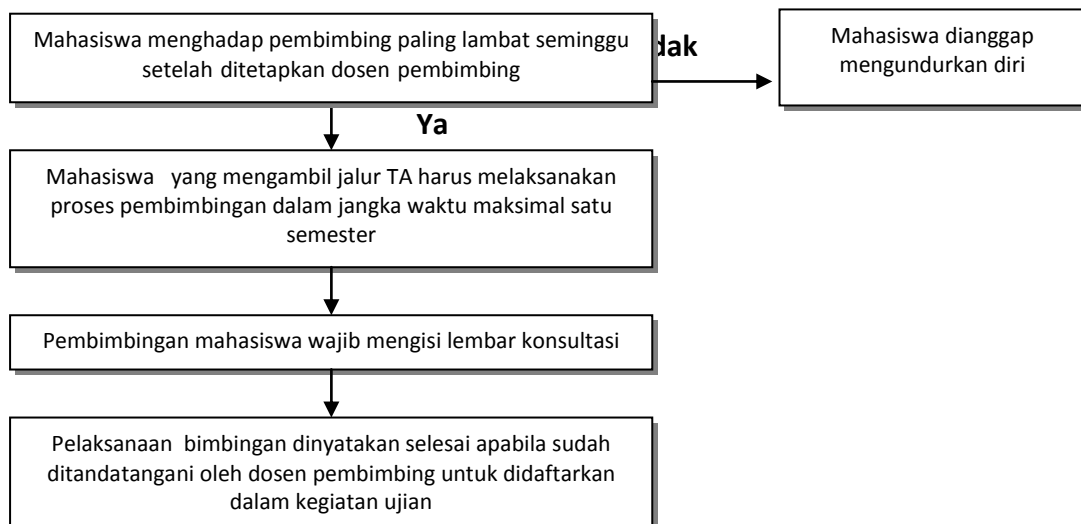 Mahasiswa menghadap pembimbing paling lambat seminggu
setelah ditetapkan dosen pembimbing
dak
Mahasiswa dianggap
mengundurkan diri
Ya
Mahasiswa yang mengambil jalur TA harus melaksanakan
proses pembimbingan dalam jangka waktu maksimal satu
semester
Pembimbingan mahasiswa wajib mengisi lembar konsultasi
Pelaksanaan bimbingan dinyatakan selesai apabila sudah
ditandatangani oleh dosen pembimbing untuk didaftarkan
dalam kegiatan ujian